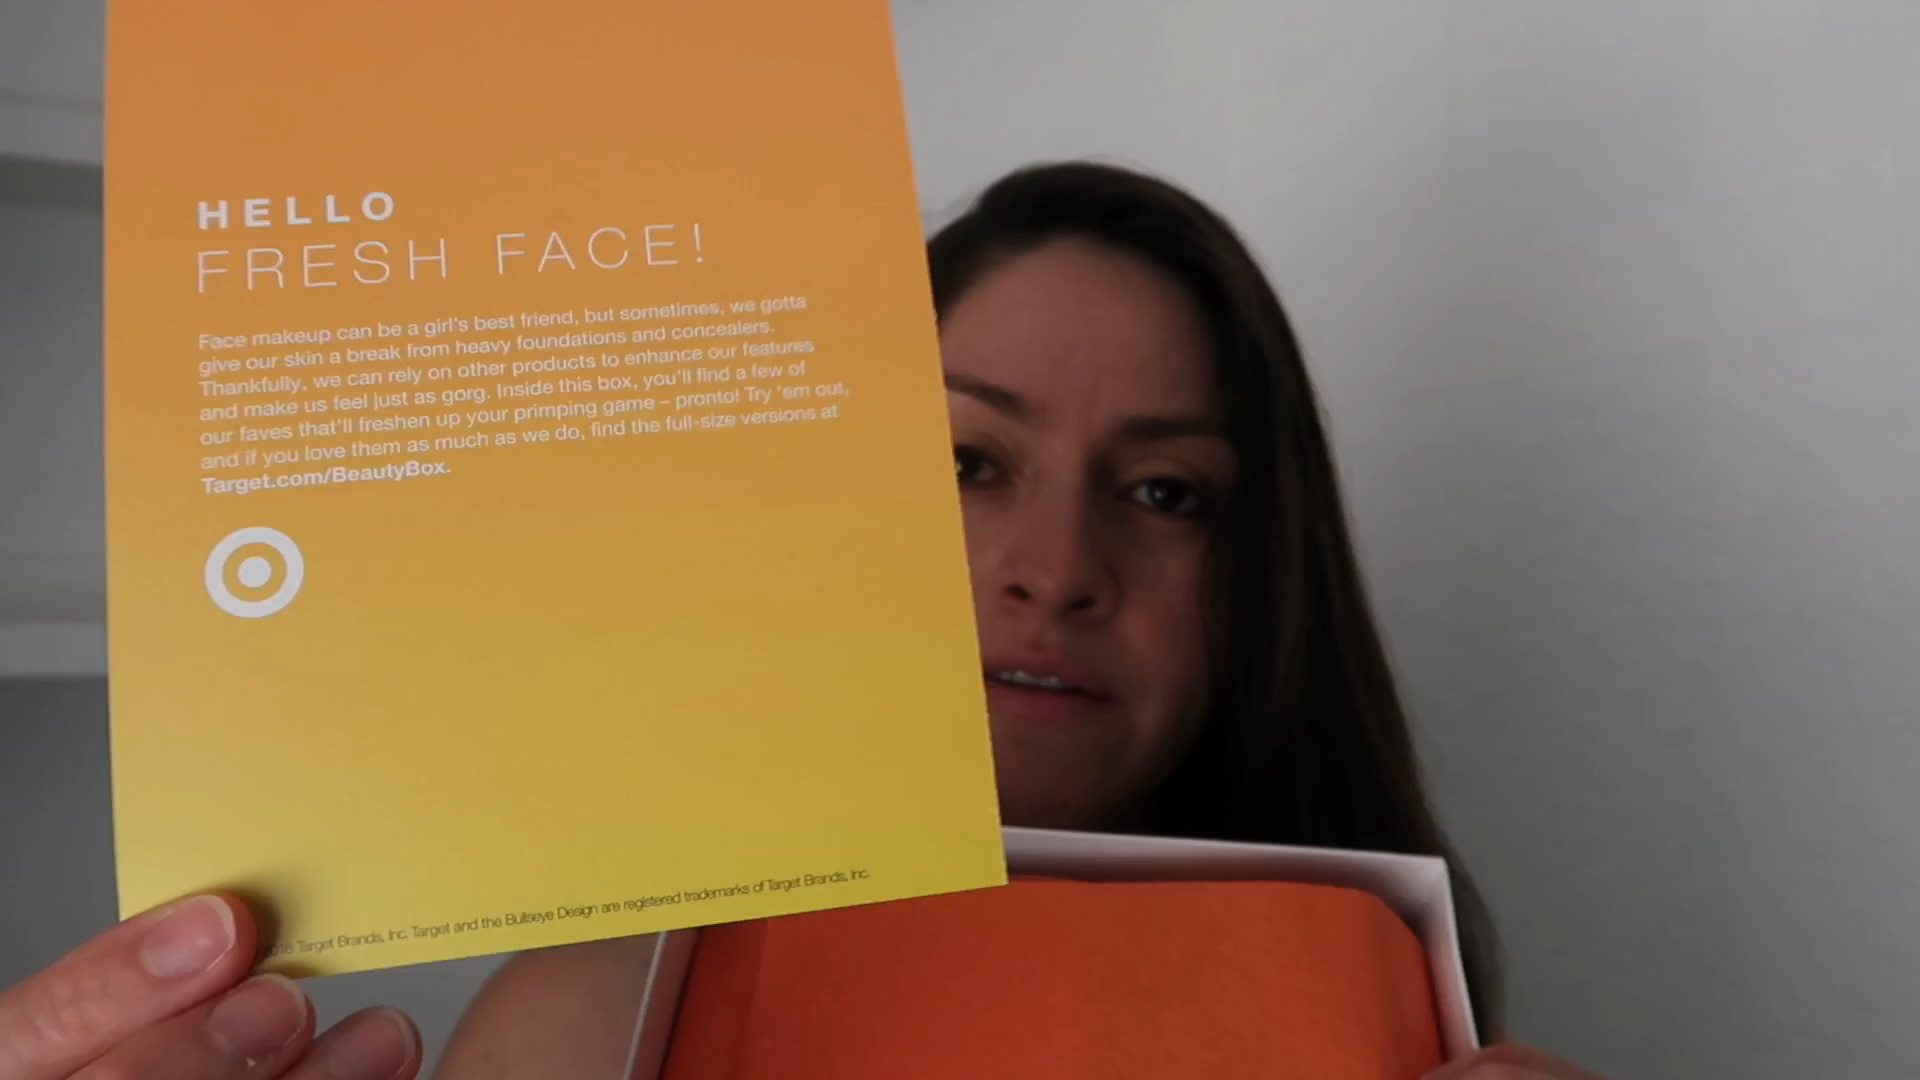 HELLO
FRESH FACE!
Face makeup can be a girl's best friend, but sometimes, we gotta
give our skin a break from heavy foundations and concealers.
Thankfully, we can rely on other products to enhance our features
and make us feel just as gorg. Inside this box, you'll find a few of
our faves that'll freshen up your primping game – pronto! Try 'em out,
and if you love them as much as we do, find the full-size versions at
Target.com/BeautyBox.
Target Brands, Inc. Target and the Bullseye Design are registered trademarks of Target Brands, Inc.